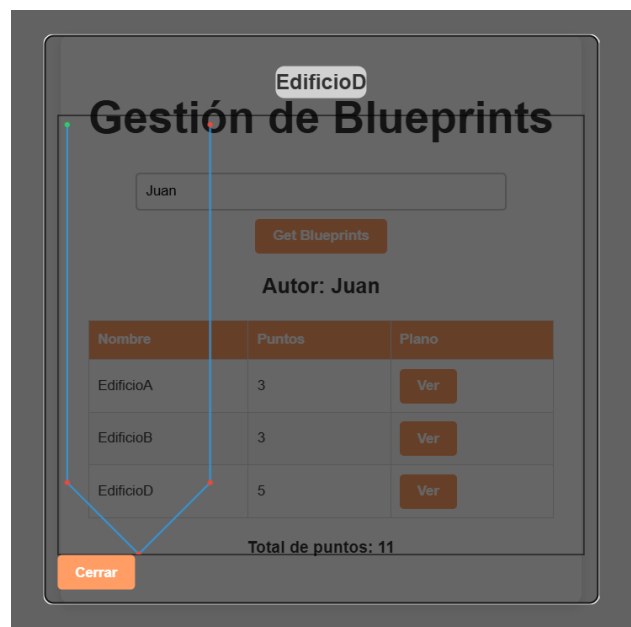 EdificioD
Gestión de Blueprints
Juan
Get Blueprints
Autor: Juan
Nombre Puntos Plano
EdificioA 3 Ver
EdificioB 3 Ver
EdificioD 5 Ver
Total de puntos: 11
Cerrar